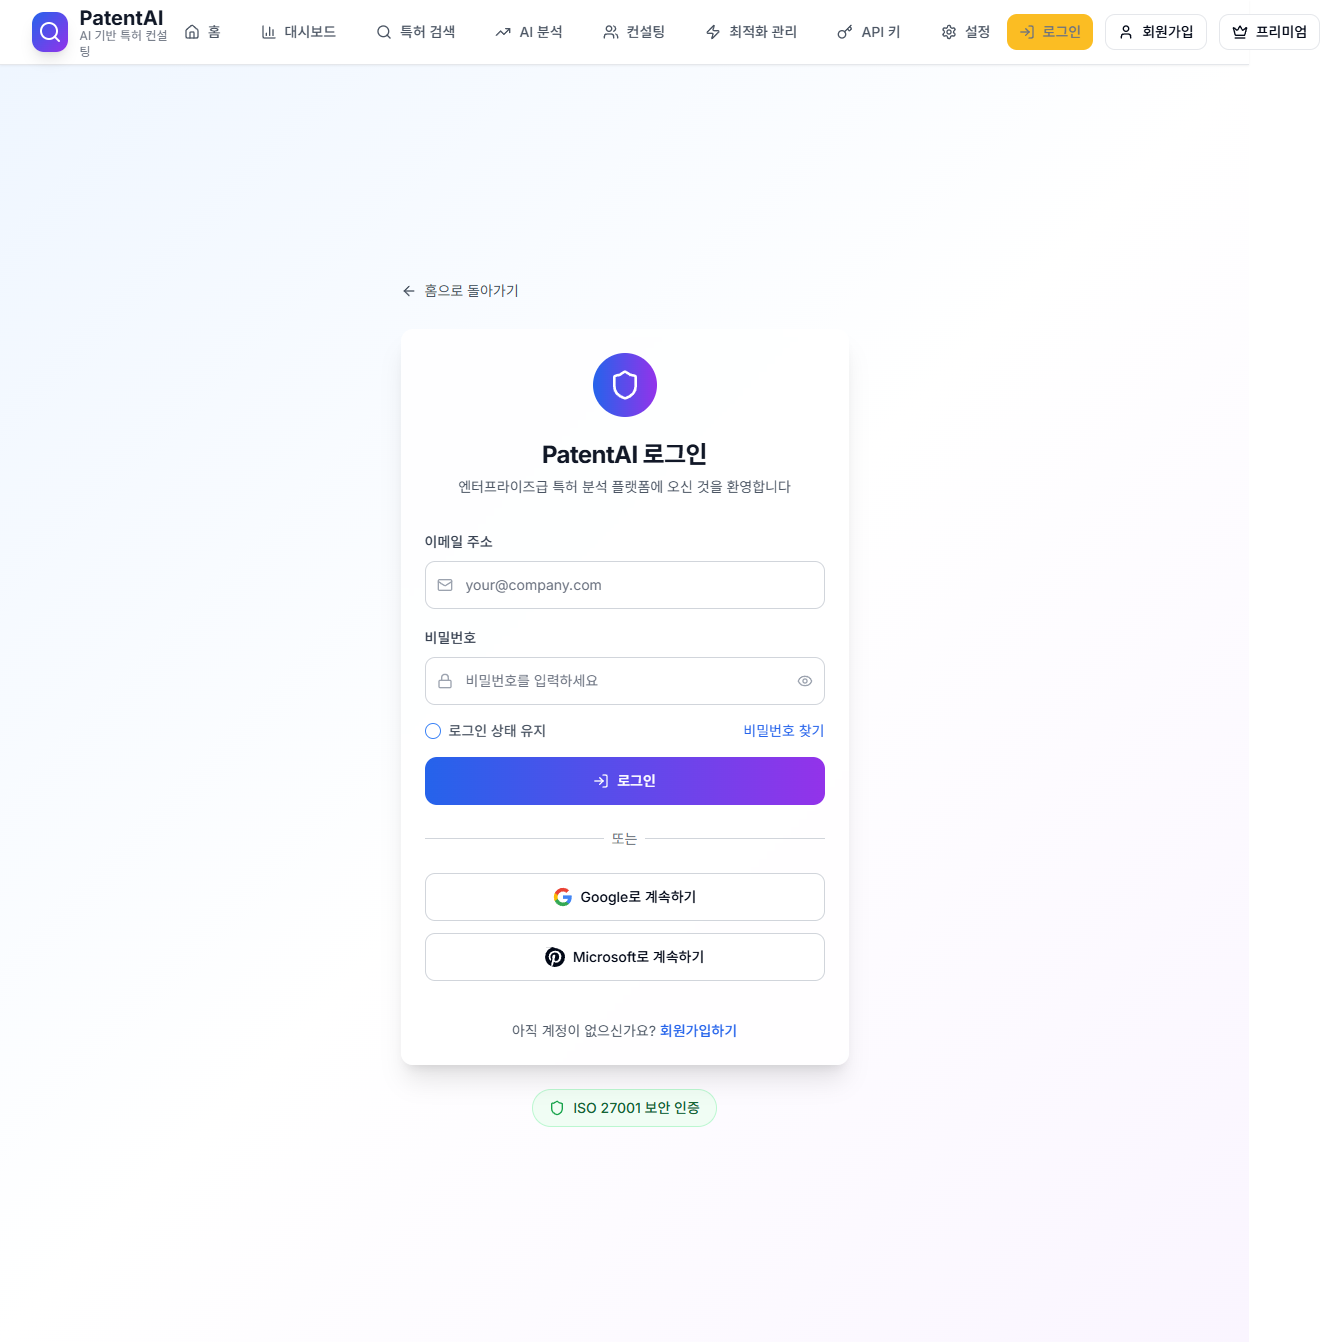 PatentAI
AI 기반 특허 컨설
팅
홈
대시보드
특허 검색
AI 분석
컨설팅
최적화 관리
API 키
설정
로그인
회원가입
프리미엄
홈으로 돌아가기
PatentAI 로그인
엔터프라이즈급 특허 분석 플랫폼에 오신 것을 환영합니다
이메일 주소
your@company.com
비밀번호
비밀번호를 입력하세요
로그인 상태 유지
비밀번호 찾기
로그인
또는
Google로 계속하기
Microsoft로 계속하기
아직 계정이 없으신가요? 회원가입하기
ISO 27001 보안 인증